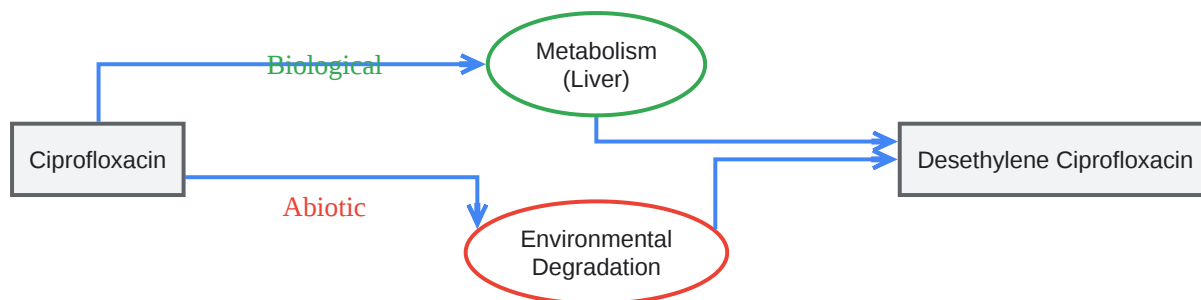 Metabolism
(Liver)
Biological
Ciprofloxacin
Desethylene Ciprofloxacin
Abiotic
Environmental
Degradation